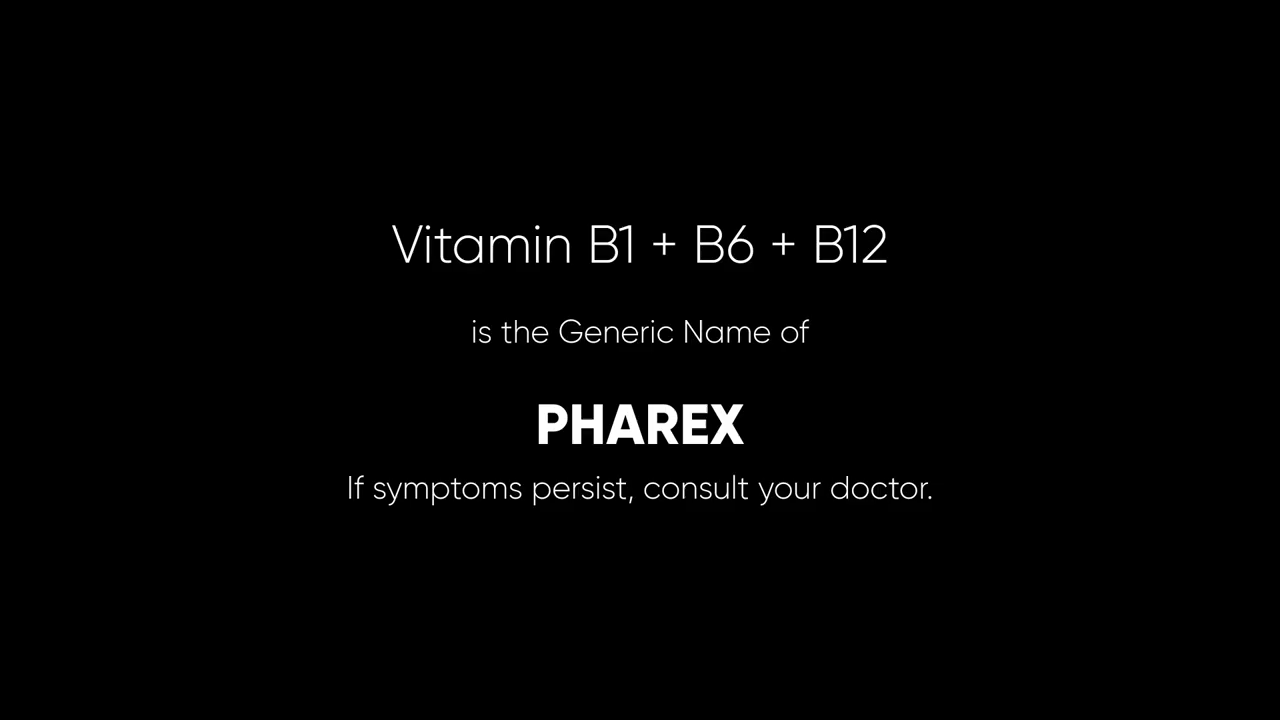 Vitamin B1 + B6 + B12
is the Generic Name of
PHAREX
If symptoms persist, consult your doctor.